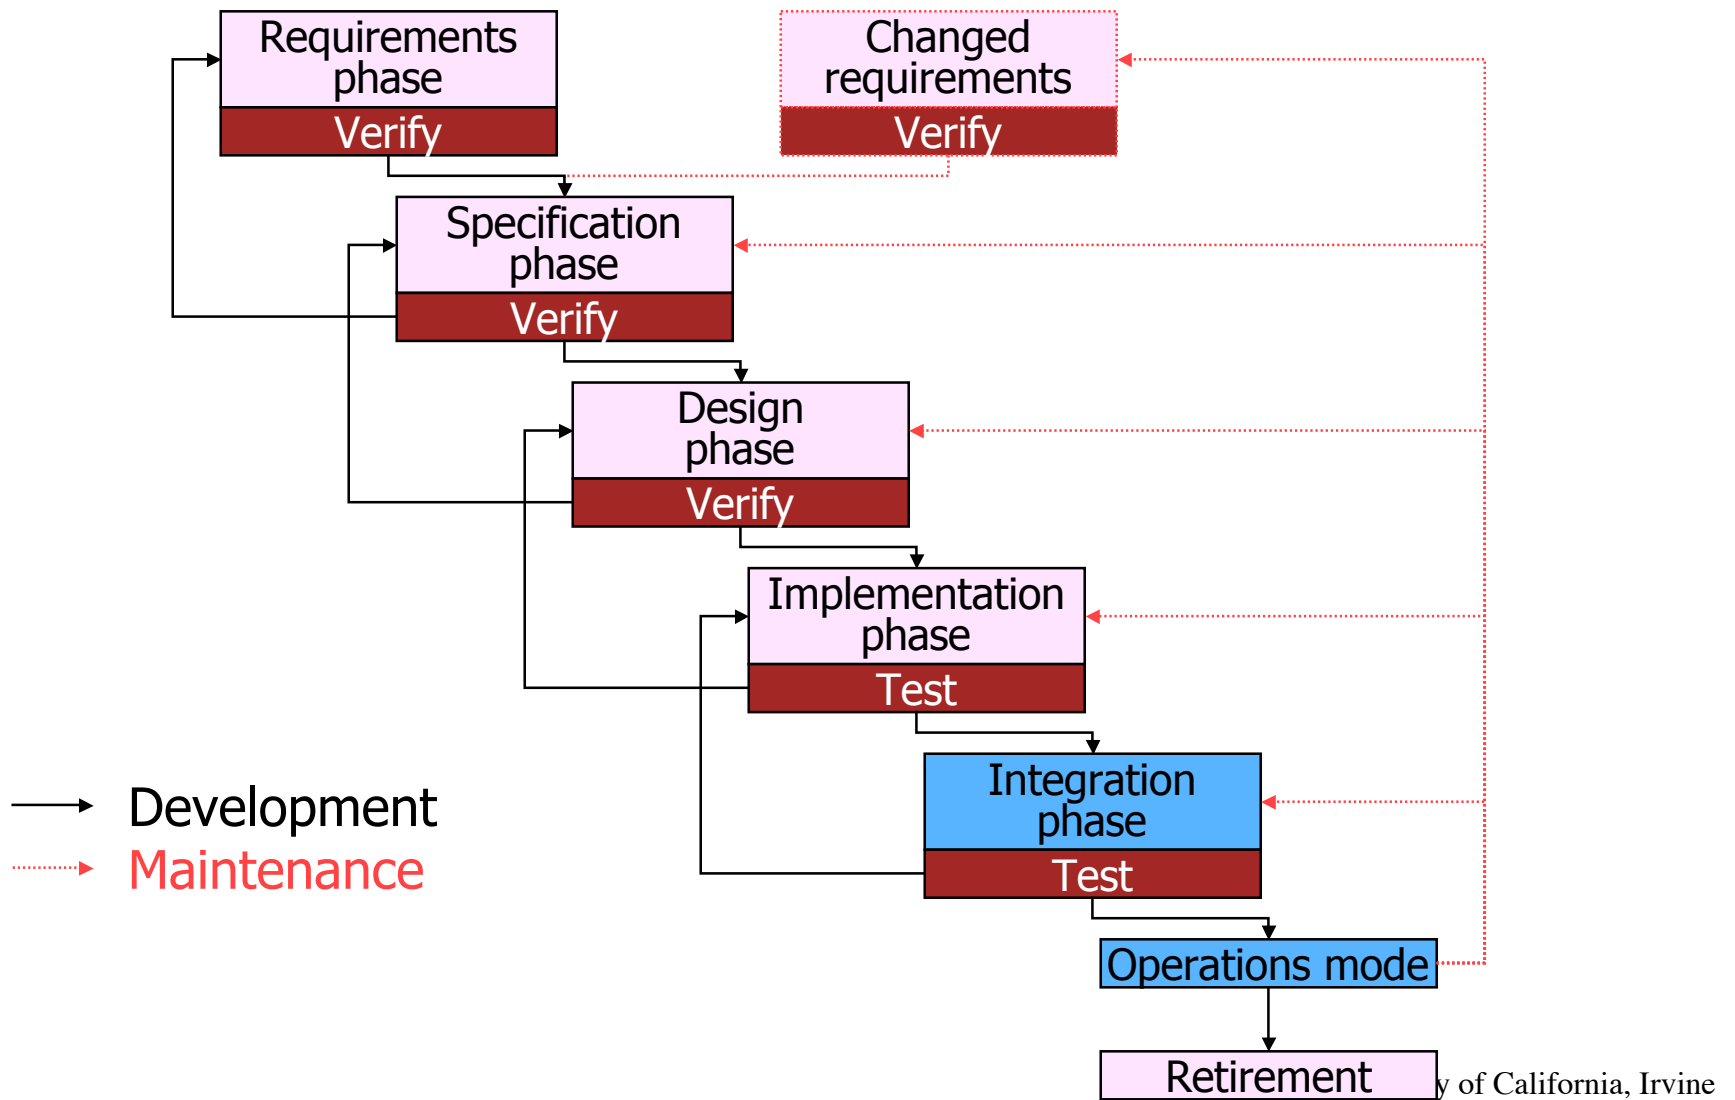 Requirements
phase
Verify
Changed
requirements
Verify
Specification
phase
Verify
Design
phase
Verify
Implementation
phase
Test
Integration
phase
Test
Development
Maintenance
Operations mode
Retirement
y of California, Irvine